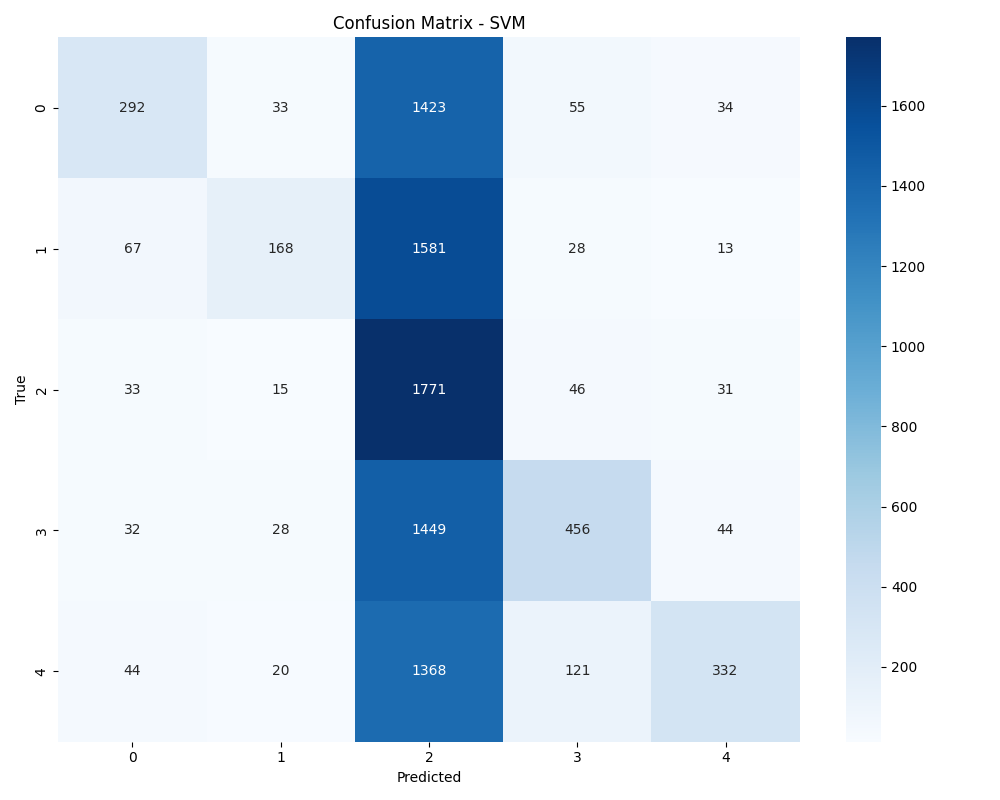 Confusion Matrix - SVM
0 292 33 1423 55 34
1 67 168 1581 28 13
2 33 15 1771 46 31
3 32 28 1449 456 44
4 44 20 1368 121 332
0 1 2 3 4
Predicted
True
1600
1400
1200
1000
800
600
400
200